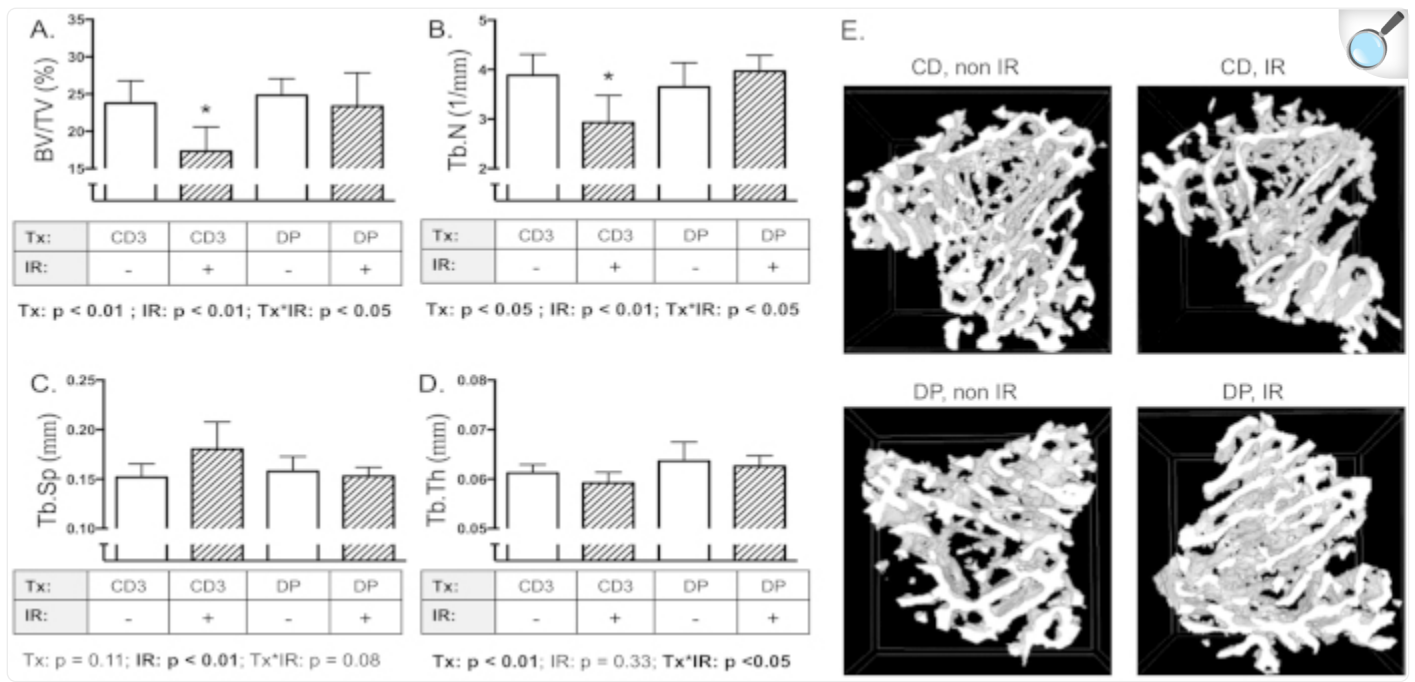 A.
BV/TV (%)
35
30
25
20
15
*
Tx: CD3 CD3 DP DP
IR: - + - +
Tx: p < 0.01 ; IR: p < 0.01; Tx*IR: p < 0.05
B.
Tb.N (1/mm)
5
4
3
2
*
Tx: CD3 CD3 DP DP
IR: - + - +
Tx: p < 0.05 ; IR: p < 0.01; Tx*IR: p < 0.05
C.
Tb.Sp (mm)
0.25
0.20
0.15
0.10
Tx: CD3 CD3 DP DP
IR: - + - +
Tx: p = 0.11; IR: p < 0.01; Tx*IR: p = 0.08
D.
Tb.Th (mm)
0.08
0.07
0.06
0.05
Tx: CD3 CD3 DP DP
IR: - + - +
Tx: p < 0.01; IR: p = 0.33; Tx*IR: p <0.05
E.
CD, non IR
CD, IR
DP, non IR
DP, IR